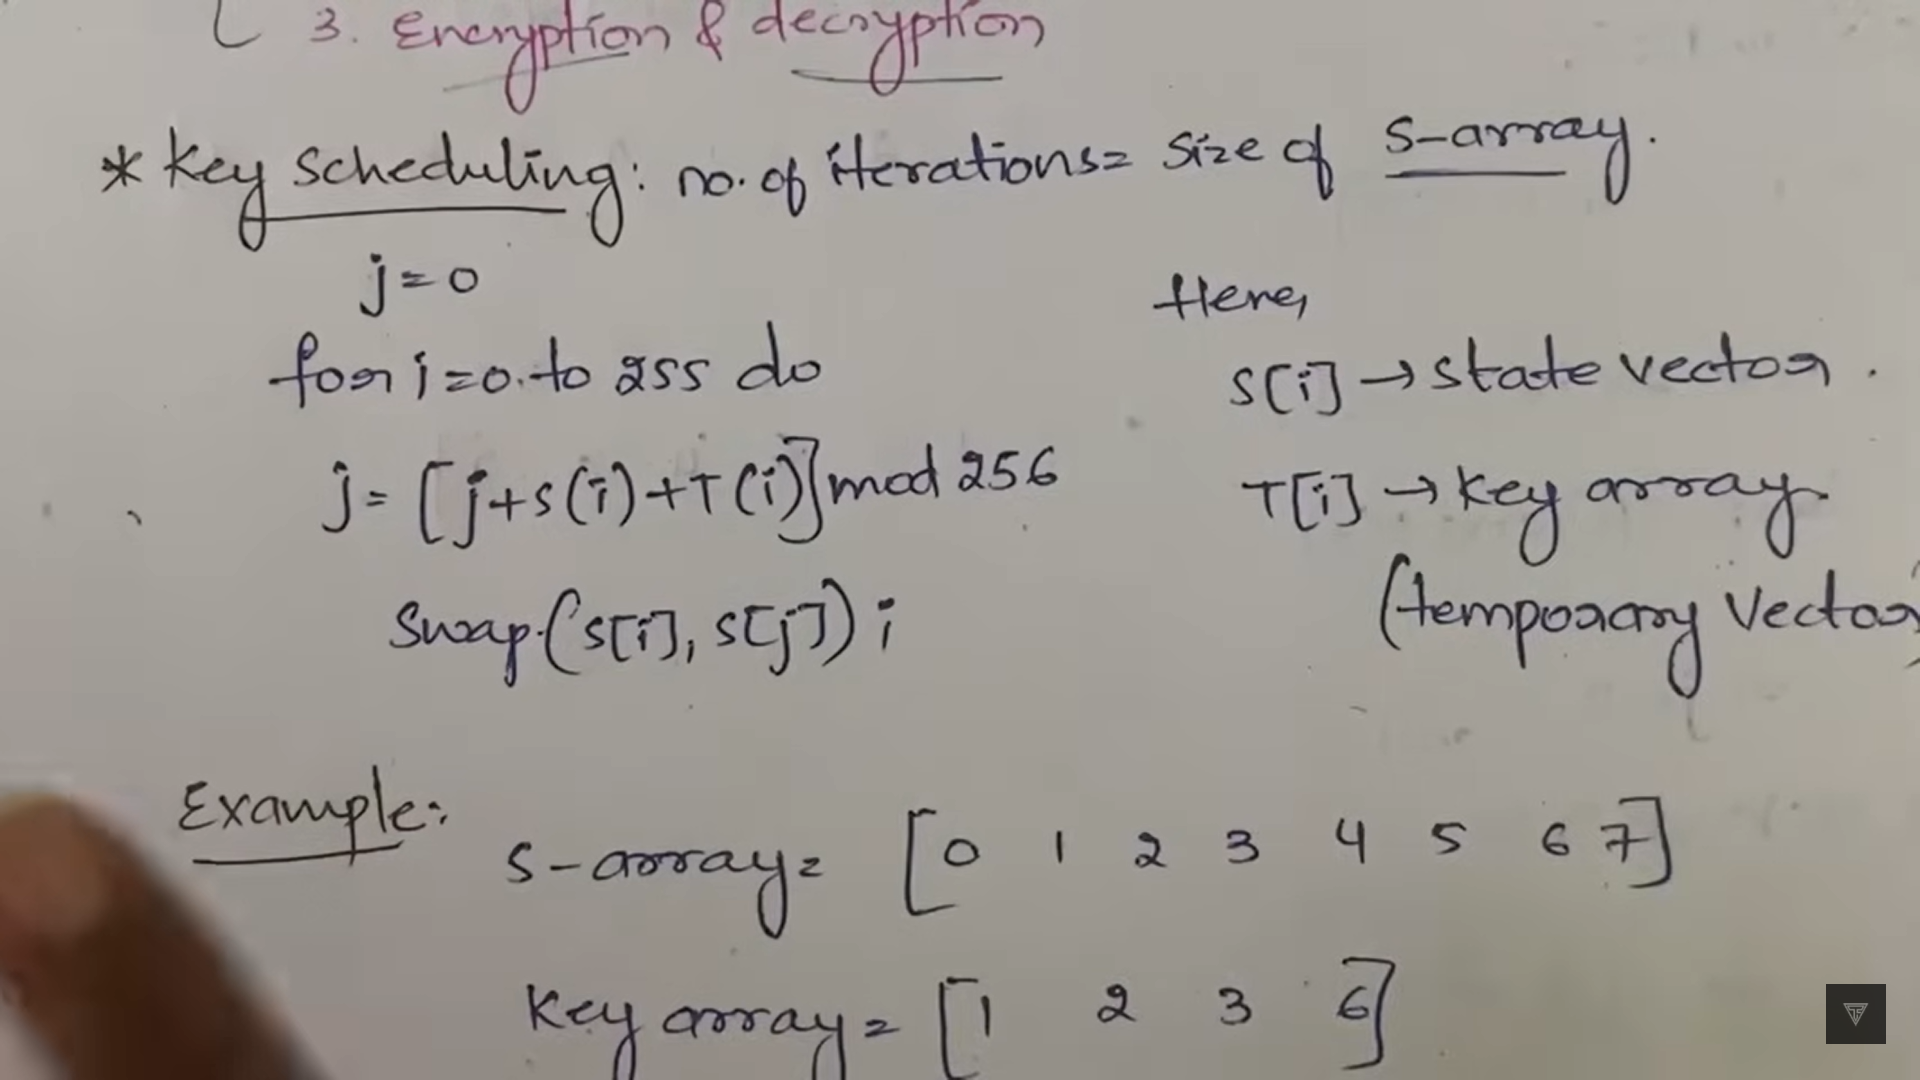 3. Encryption & decryption
* Key scheduling: no. of iterations = size of S-array.
j=0
for i=0 to 255 do
j= [j+s(i)+T(i)] mod 256
Swap(S[i], S[j]);
Here,
S[i] → state vector.
T[i] → Key array
(temporary vector)
Example:
S-array = [0 1 2 3 4 5 6 7]
Key array = [1 2 3 6]